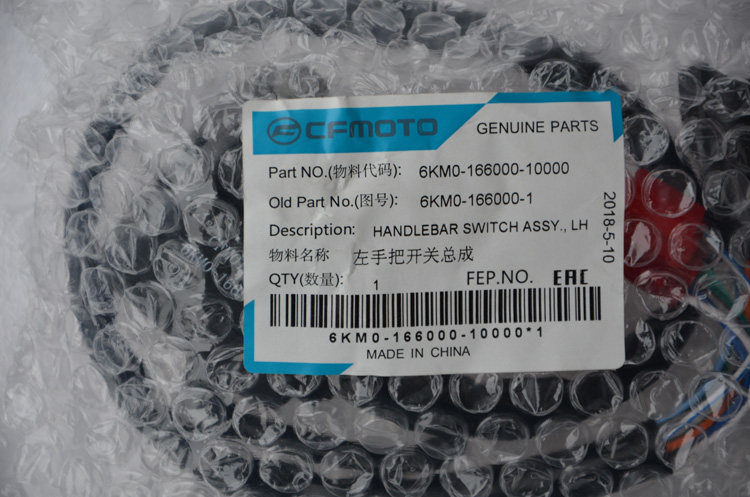 CFMOTO GENUINE PARTS
Part NO.(物料代码): 6KM0-166000-10000
Old Part No.(图号): 6KM0-166000-1
Description: HANDLEBAR SWITCH ASSY., LH
物料名称 左手把开关总成
QTY(数量): 1 FEP.NO. EAC
6KM0-166000-10000*1
MADE IN CHINA
2018-5-10